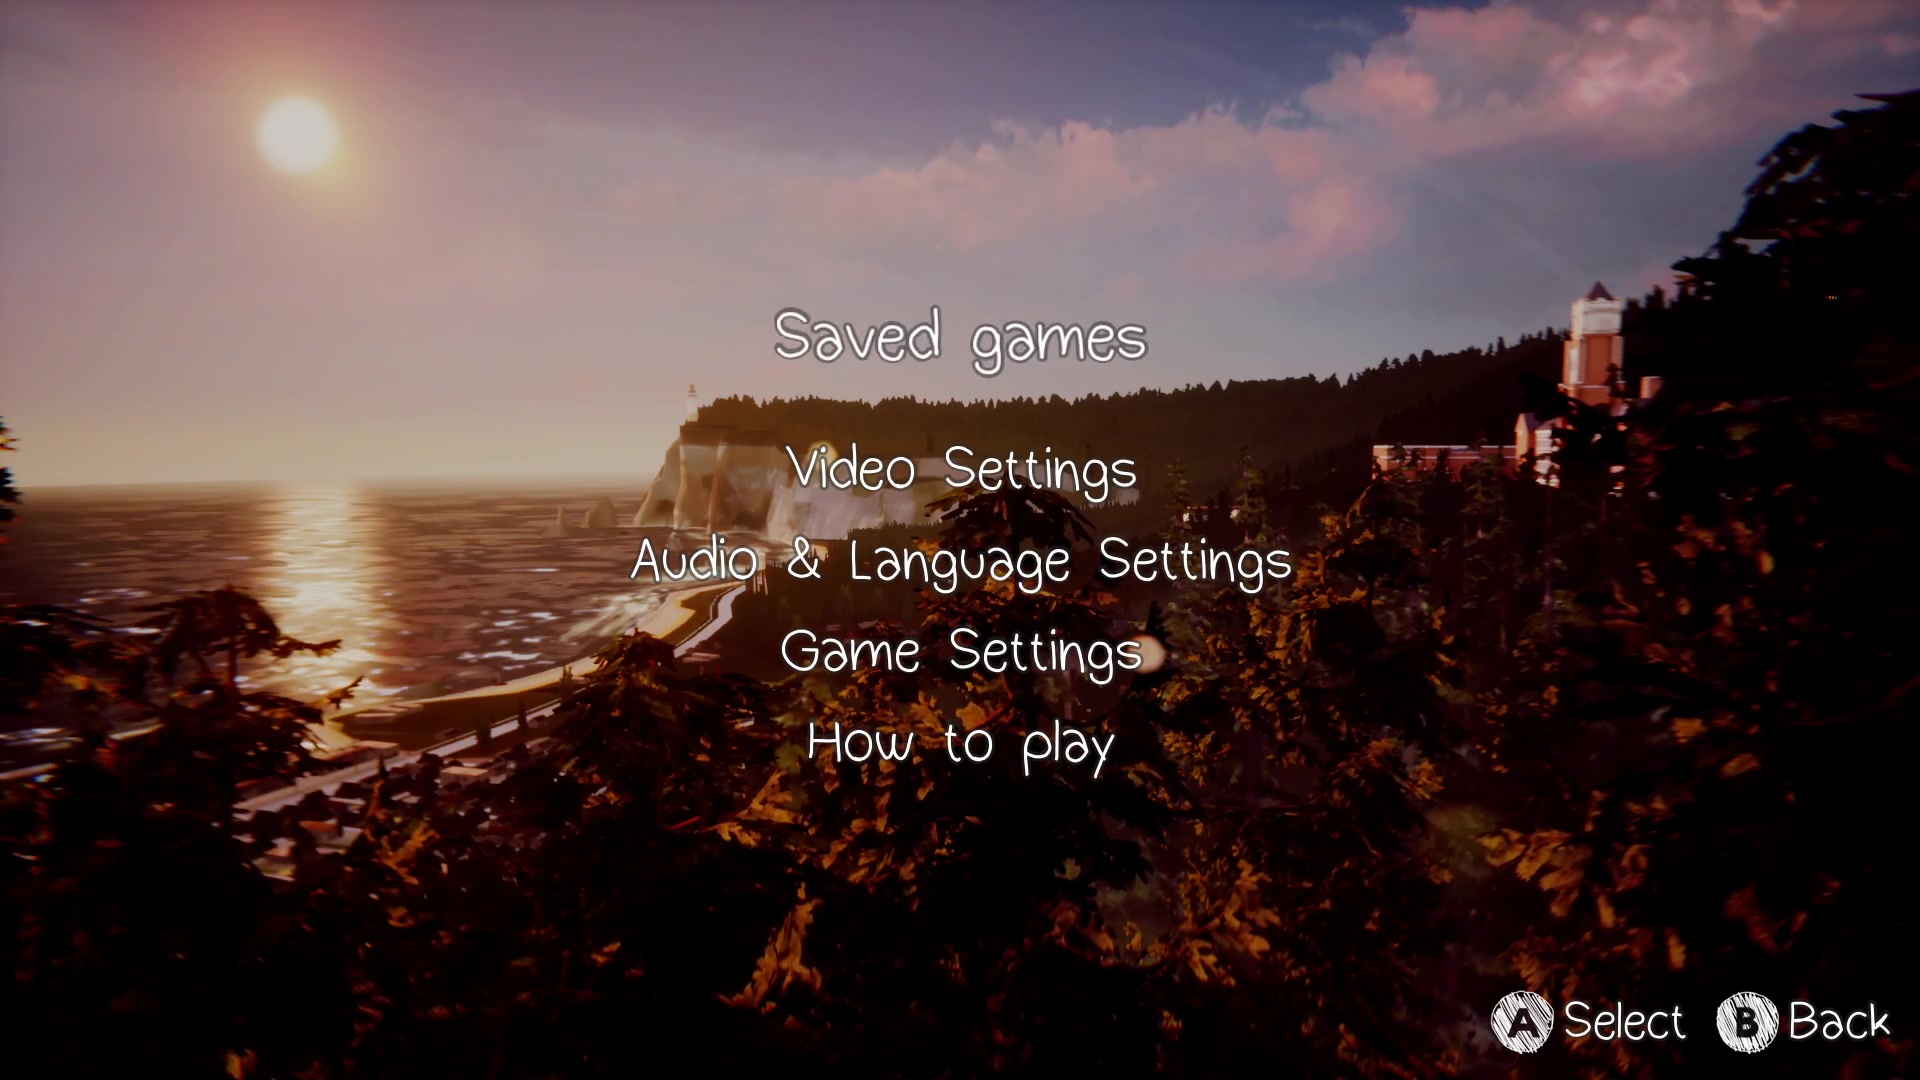 Saved games
Video Settings
Audio & Language Settings
Game Settings
How to play
A Select B Back